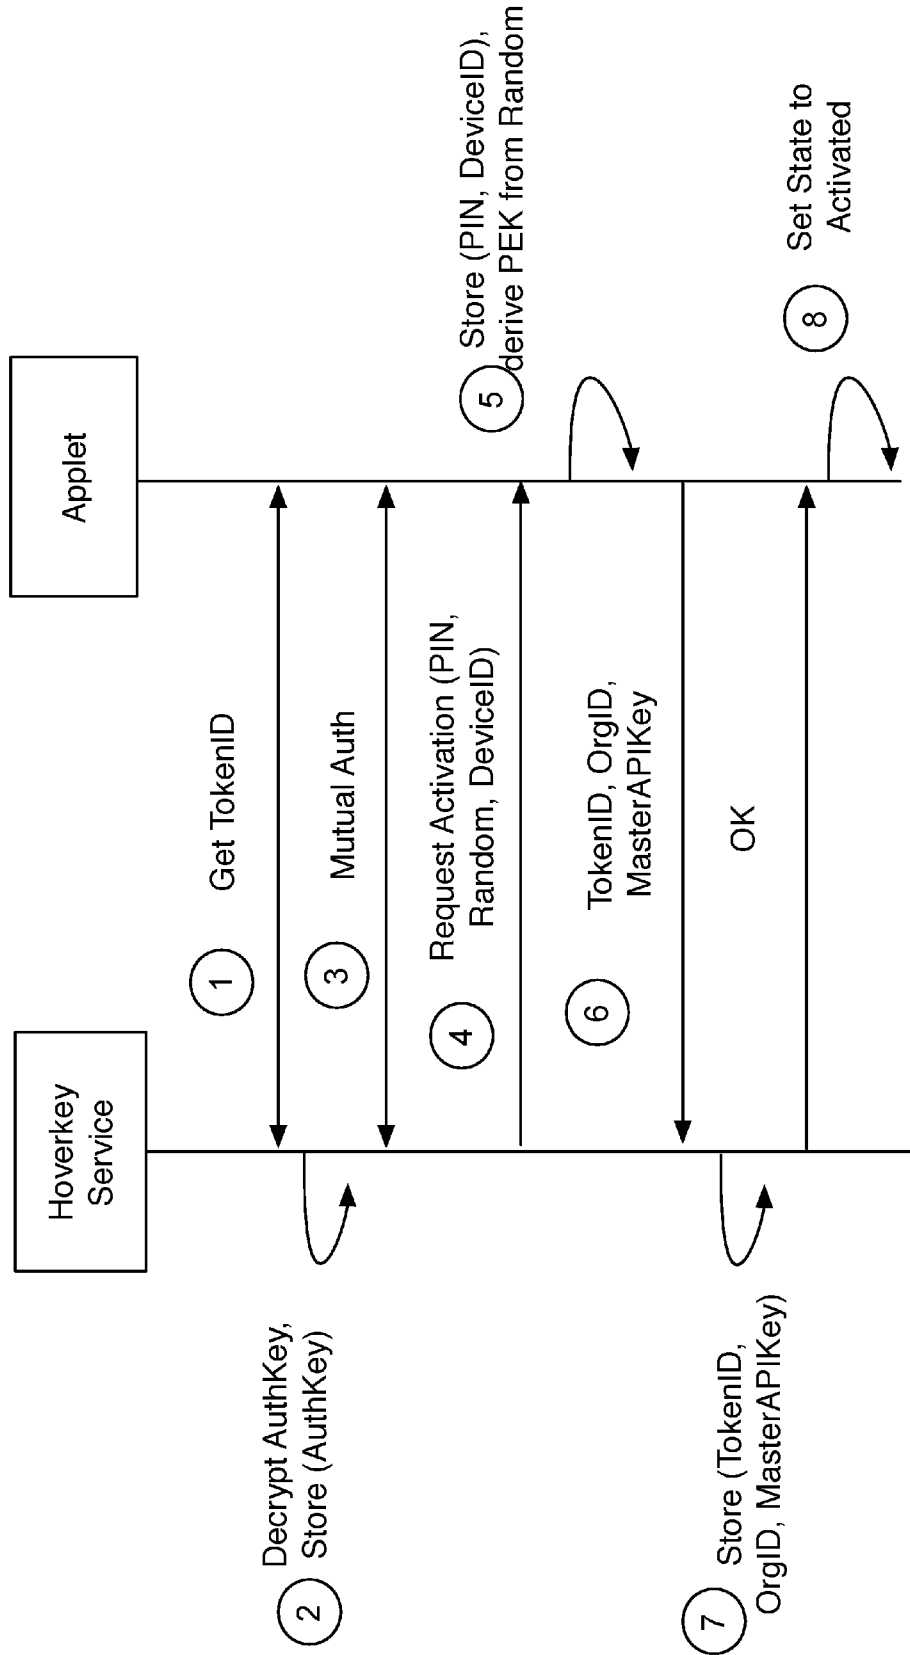 Hoverkey
Service
Applet
1
Get TokenID
2
Decrypt AuthKey,
Store (AuthKey)
3
Mutual Auth
4
Request Activation (PIN,
Random, DeviceID)
5
Store (PIN, DeviceID),
derive PEK from Random
6
TokenID, OrgID,
MasterAPIKey
7
Store (TokenID,
OrgID, MasterAPIKey)
OK
8
Set State to
Activated